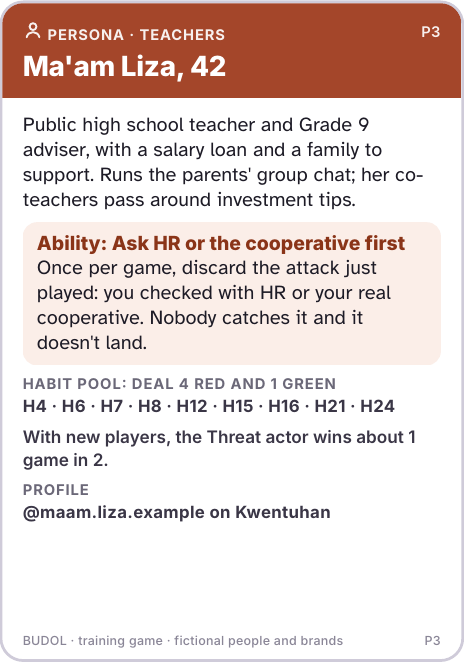 PERSONA · TEACHERS
P3
Ma'am Liza, 42
Public high school teacher and Grade 9
adviser, with a salary loan and a family to
support. Runs the parents' group chat; her co-
teachers pass around investment tips.
Ability: Ask HR or the cooperative first
Once per game, discard the attack just
played: you checked with HR or your real
cooperative. Nobody catches it and it
doesn't land.
HABIT POOL: DEAL 4 RED AND 1 GREEN
H4 · H6 · H7 · H8 · H12 · H15 · H16 · H21 · H24
With new players, the Threat actor wins about 1
game in 2.
PROFILE
@maam.liza.example on Kwentuhan
BUDOL · training game · fictional people and brands
P3